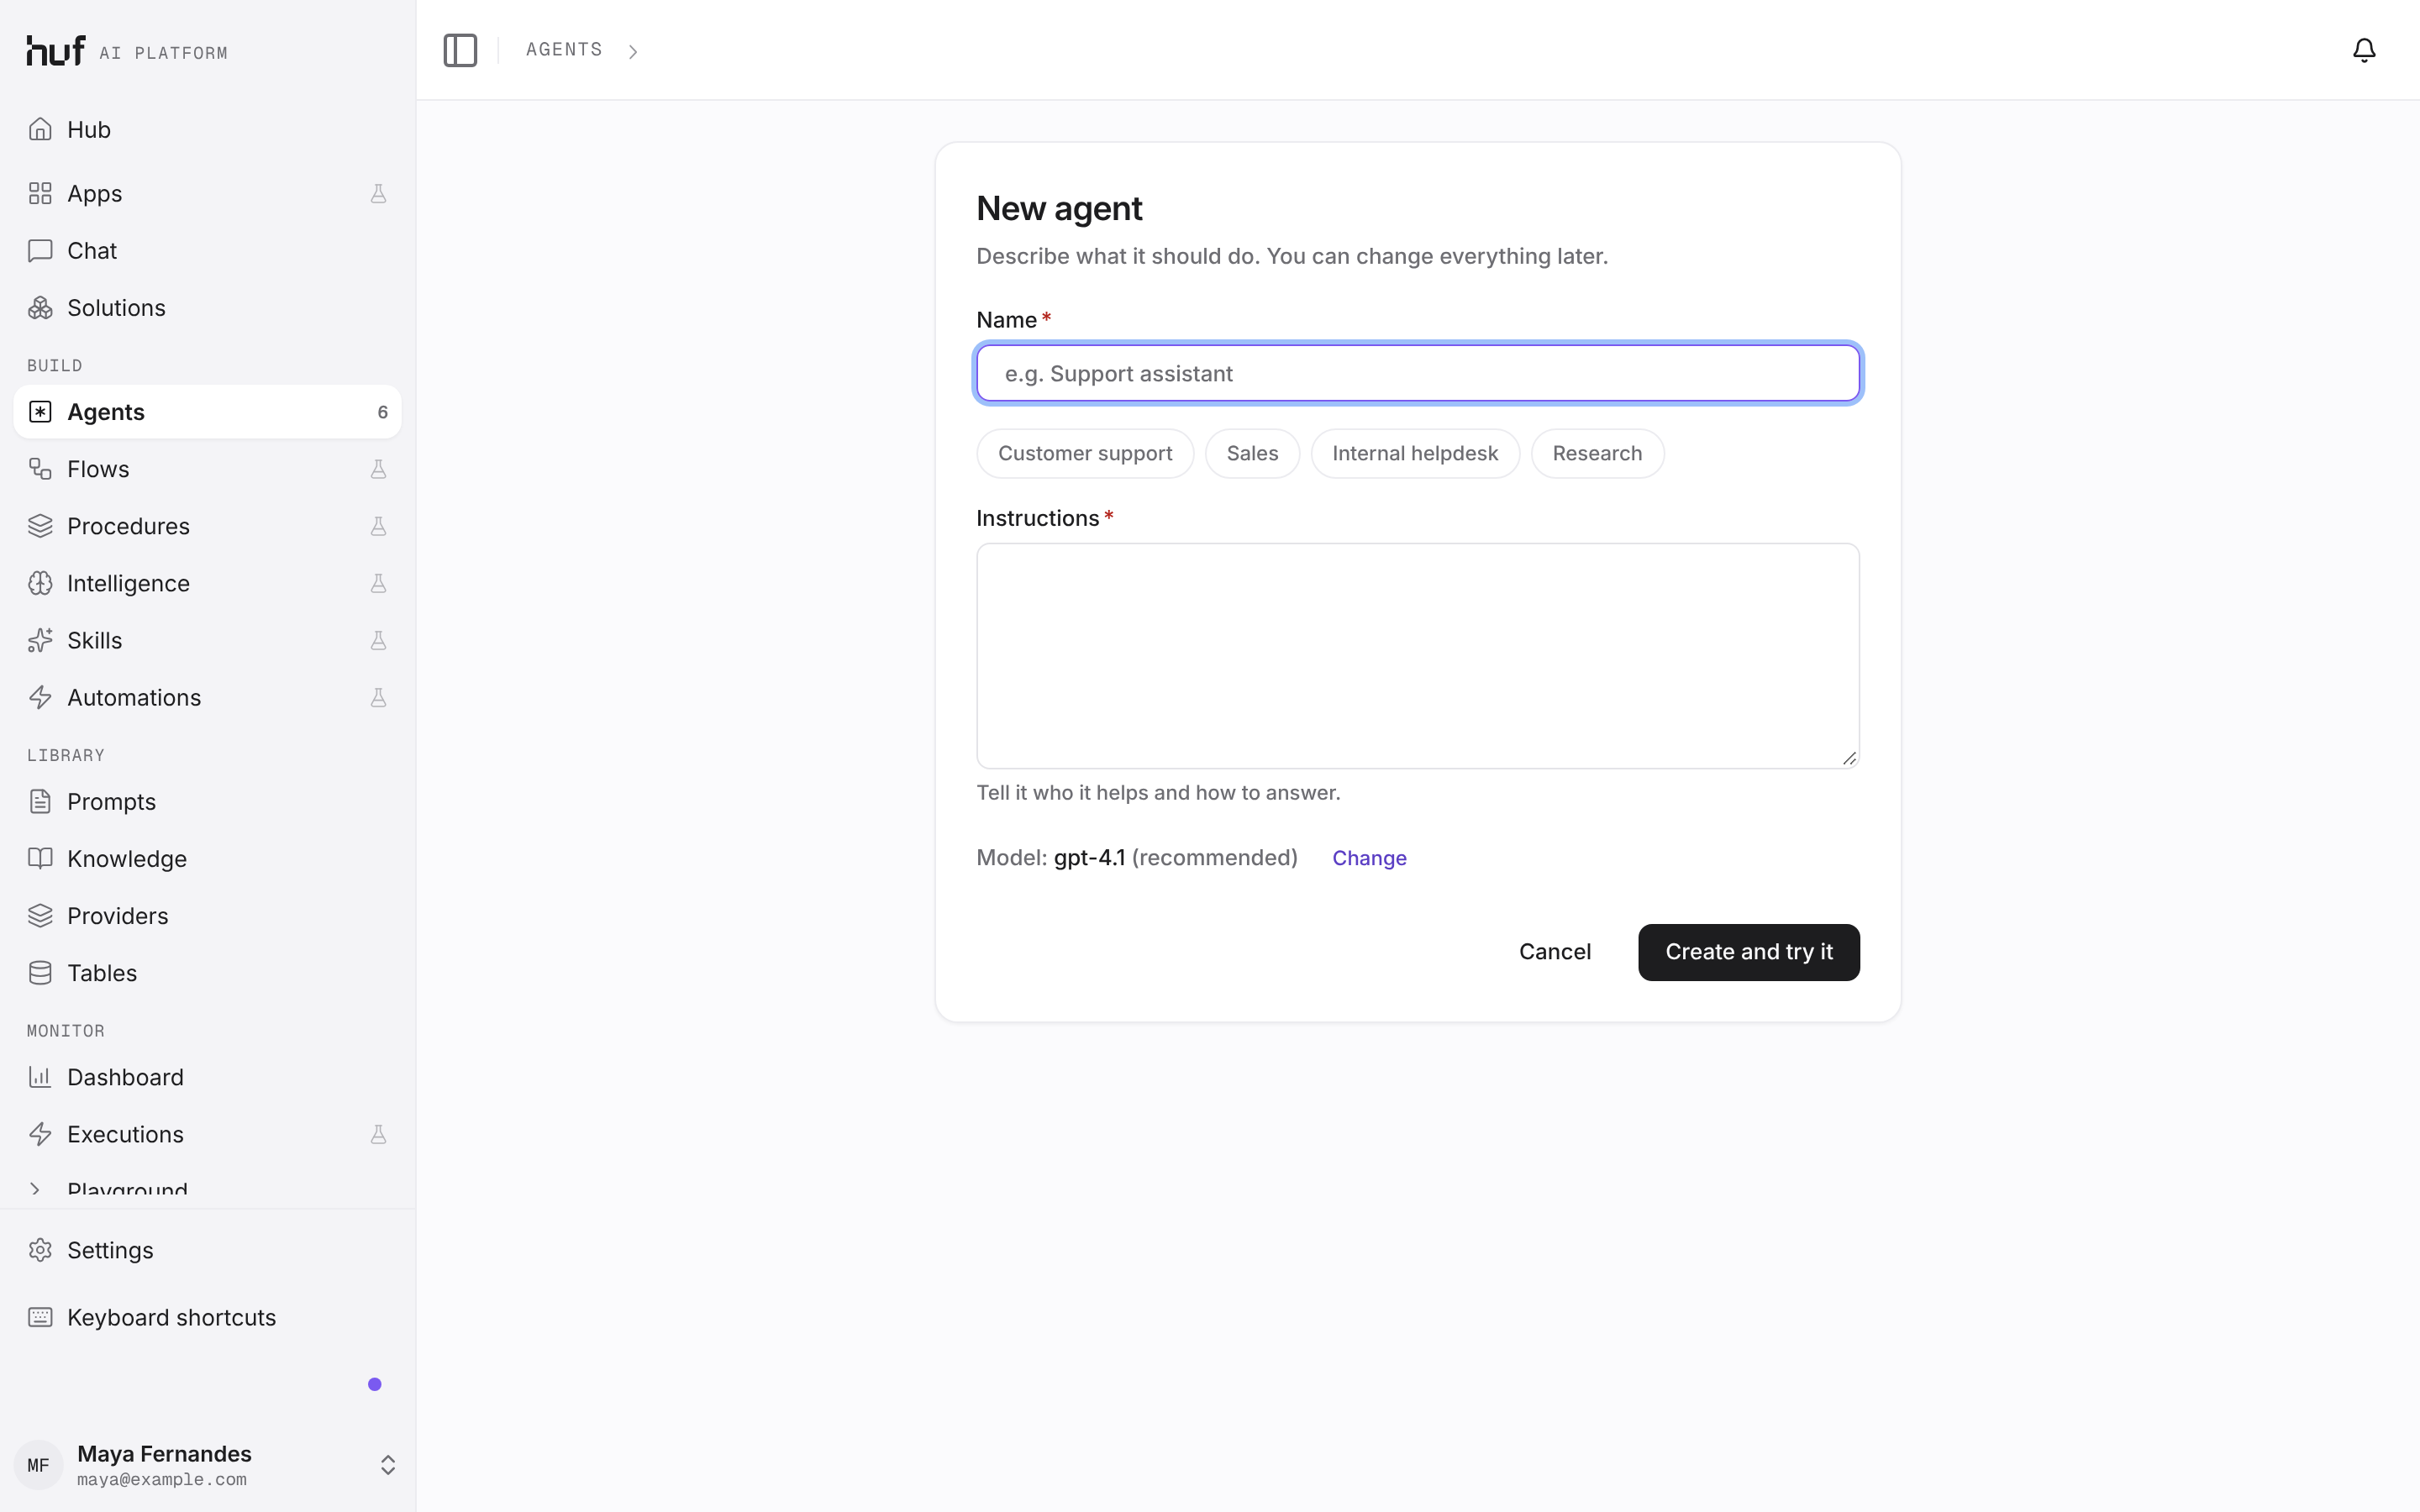 huf AI PLATFORM
Hub
Apps
Chat
Solutions
BUILD
Agents 6
Flows
Procedures
Intelligence
Skills
Automations
LIBRARY
Prompts
Knowledge
Providers
Tables
MONITOR
Dashboard
Executions
Playground
Settings
Keyboard shortcuts
MF
Maya Fernandes
maya@example.com
AGENTS
New agent
Describe what it should do. You can change everything later.
Name *
e.g. Support assistant
Customer support Sales Internal helpdesk Research
Instructions *
Tell it who it helps and how to answer.
Model: gpt-4.1 (recommended) Change
Cancel Create and try it